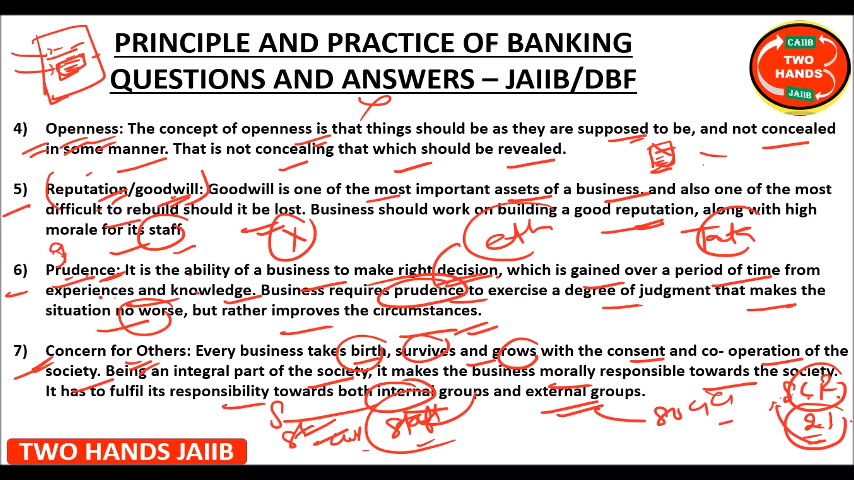 PRINCIPLE AND PRACTICE OF BANKING
QUESTIONS AND ANSWERS – JAIIB/DBF
CAIIB
TWO
HANDS
JAIIB
4) Openness: The concept of openness is that things should be as they are supposed to be, and not concealed
in some manner. That is not concealing that which should be revealed.
5) Reputation/goodwill: Goodwill is one of the most important assets of a business, and also one of the most
difficult to rebuild should it be lost. Business should work on building a good reputation, along with high
morale for its staff
6) Prudence: It is the ability of a business to make right decision, which is gained over a period of time from
experiences and knowledge. Business requires prudence to exercise a degree of judgment that makes the
situation no worse, but rather improves the circumstances.
7) Concern for Others: Every business takes birth, survives and grows with the consent and co- operation of the
society. Being an integral part of the society, it makes the business morally responsible towards the society.
It has to fulfil its responsibility towards both internal groups and external groups.
staff
21
TWO HANDS JAIIB